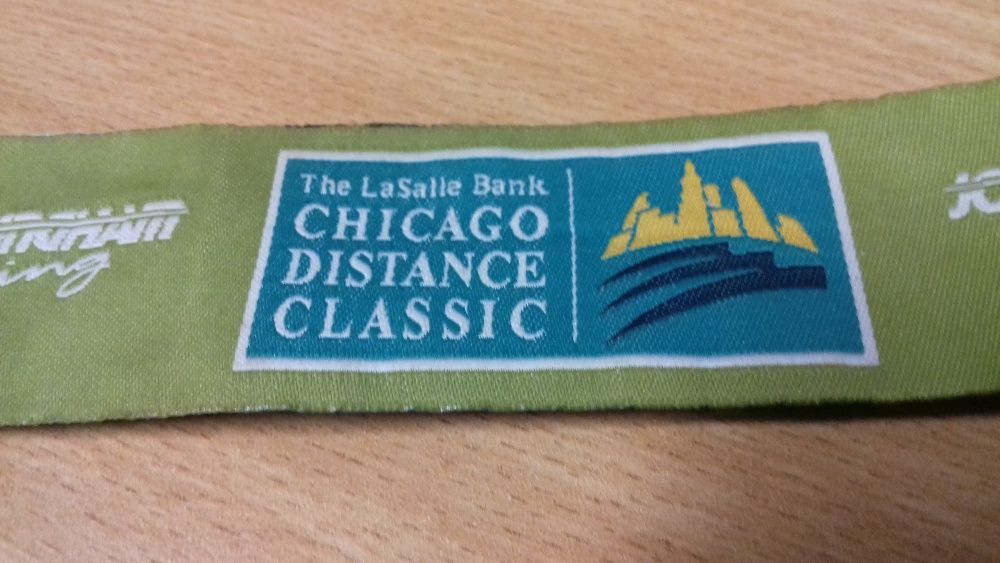 The LaSalle Bank
CHICAGO
DISTANCE
CLASSIC